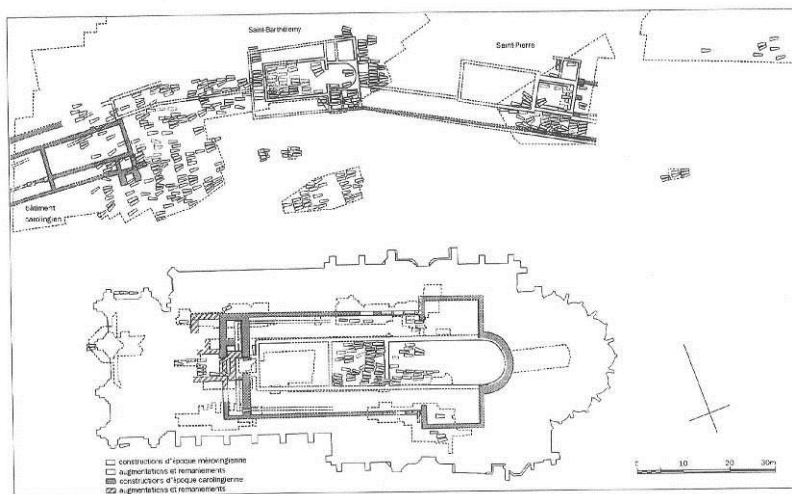 Saint-Barthélemy
Saint-Pierre
bâtiment
carolingien
constructions d'époque mérovingienne
augmentations et remaniements
constructions d'époque carolingienne
augmentations et remaniements
0 10 20 30m